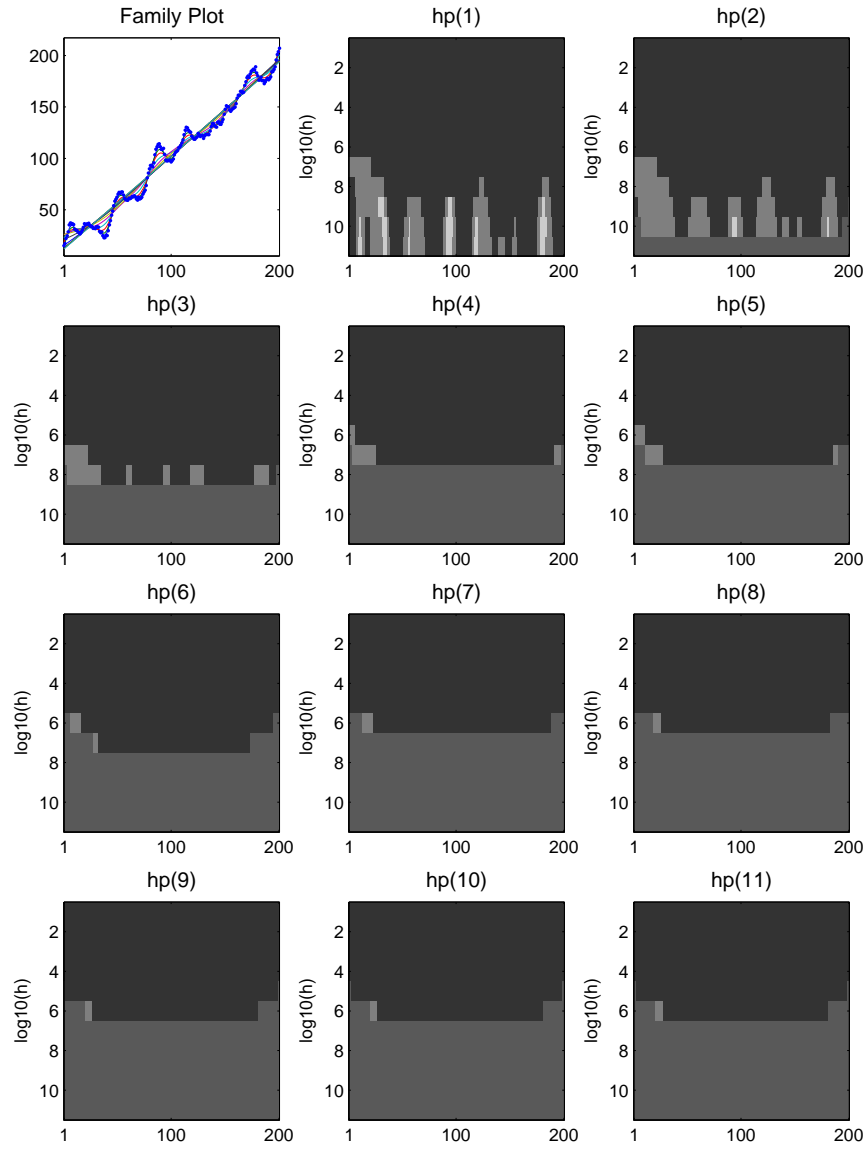 Family Plot
200
150
100
50
1 100 200
hp(1)
log10(h)
2
4
6
8
10
1 100 200
hp(2)
log10(h)
2
4
6
8
10
1 100 200
hp(3)
log10(h)
2
4
6
8
10
1 100 200
hp(4)
log10(h)
2
4
6
8
10
1 100 200
hp(5)
log10(h)
2
4
6
8
10
1 100 200
hp(6)
log10(h)
2
4
6
8
10
1 100 200
hp(7)
log10(h)
2
4
6
8
10
1 100 200
hp(8)
log10(h)
2
4
6
8
10
1 100 200
hp(9)
log10(h)
2
4
6
8
10
1 100 200
hp(10)
log10(h)
2
4
6
8
10
1 100 200
hp(11)
log10(h)
2
4
6
8
10
1 100 200